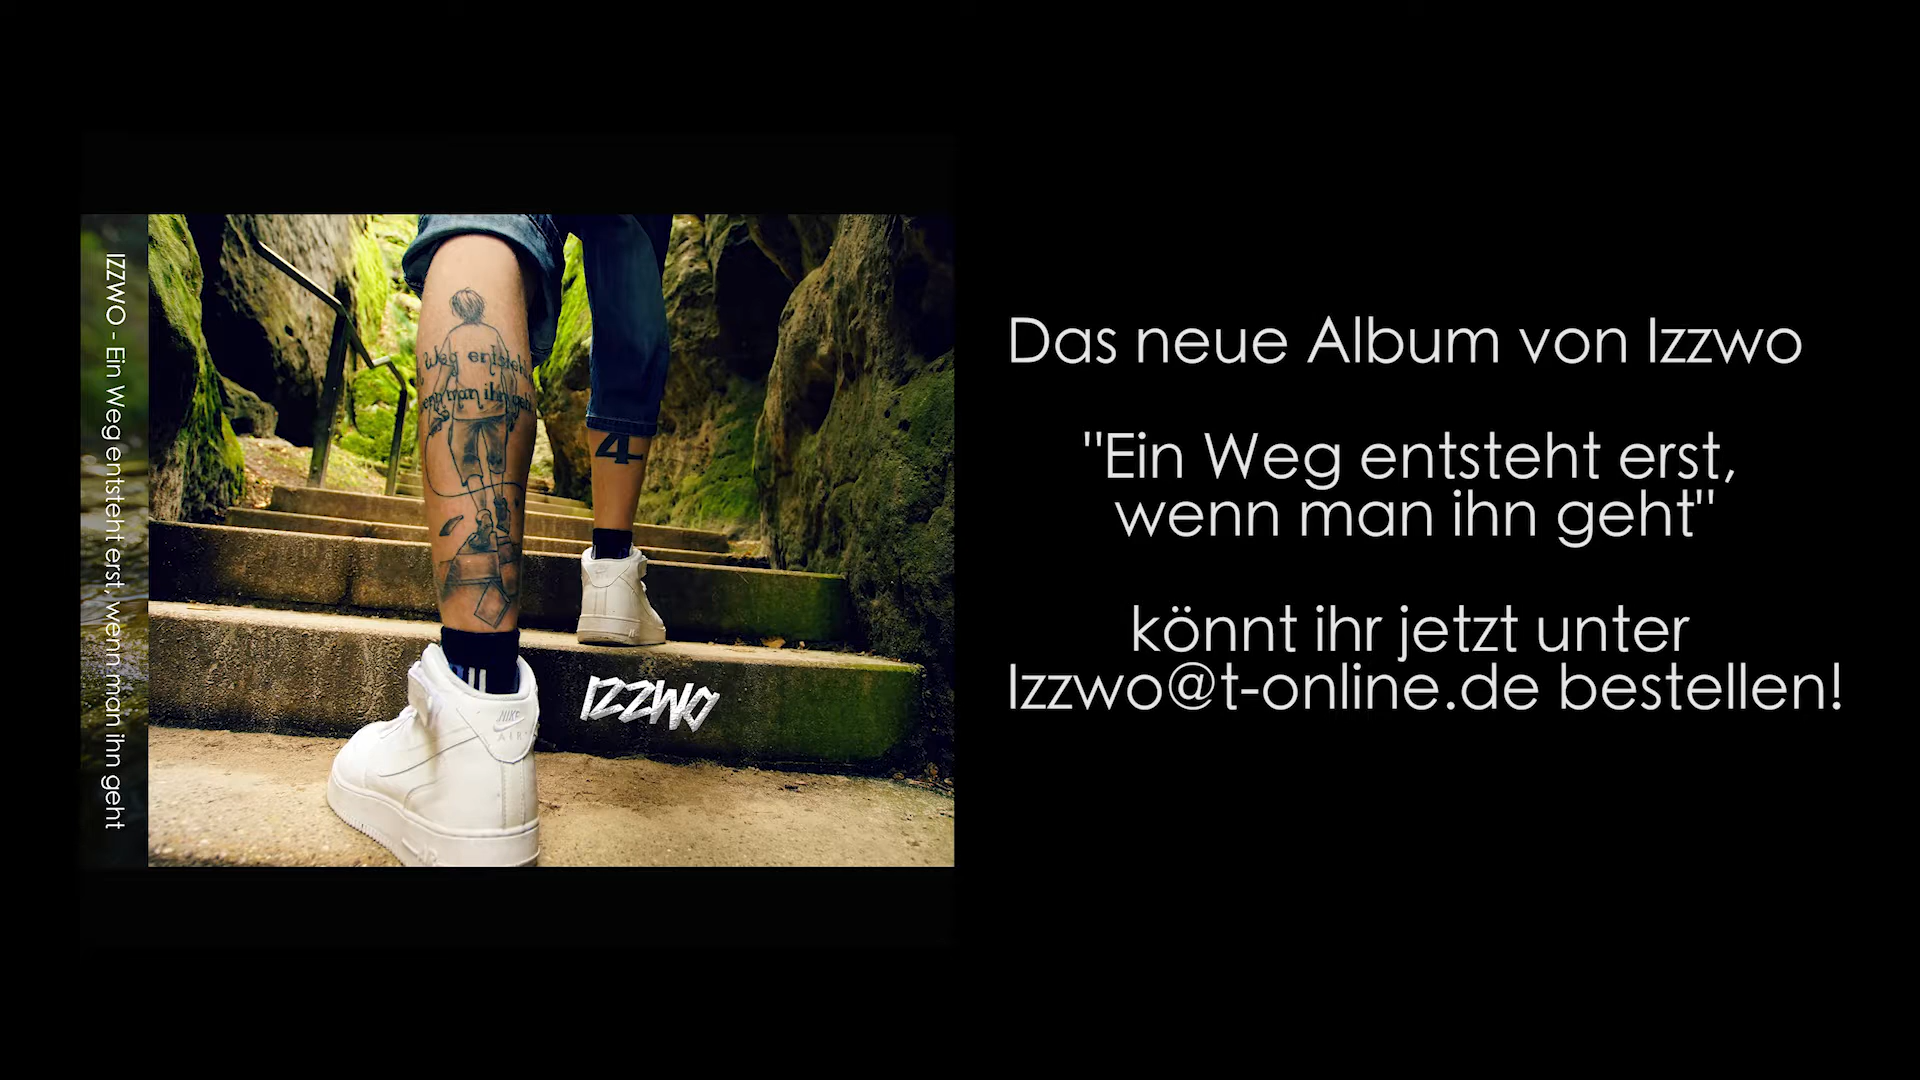 IZZWO - Ein Weg entsteht erst, wenn man ihn geht
Weg entsteht
wenn man ihn geht
4
NIKE
AIR
IZZWO
Das neue Album von Izzwo
"Ein Weg entsteht erst,
wenn man ihn geht"
könnt ihr jetzt unter
Izzwo@t-online.de bestellen!